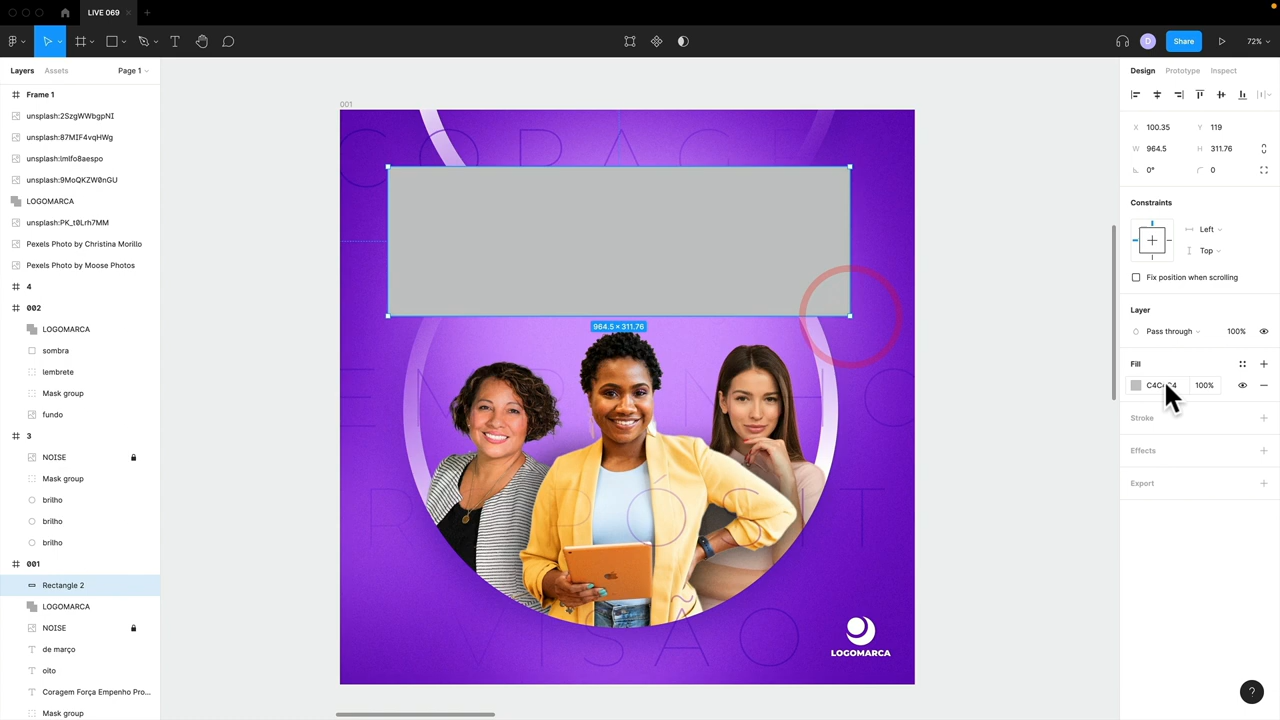 LIVE 069
Share
72%
Layers
Assets
Page 1
Design
Prototype
Inspect
Frame 1
unsplash:2SzgWWbgpNI
unsplash:87MIF4vqHWg
unsplash:lmlfo8aespo
unsplash:9MoQKZW0nGU
LOGOMARCA
unsplash:PK_t0Lrh7MM
Pexels Photo by Christina Morillo
Pexels Photo by Moose Photos
4
002
LOGOMARCA
sombra
lembrete
Mask group
fundo
3
NOISE
Mask group
brilho
brilho
brilho
001
Rectangle 2
LOGOMARCA
NOISE
de março
oito
Coragem Força Empenho Pro...
Mask group
001
964.5 × 311.76
LOGOMARCA
X 100.35
Y 119
W 964.5
H 311.76
0°
0
Constraints
Left
Top
Fix position when scrolling
Layer
Pass through
100%
Fill
100%
Stroke
Effects
Export
?